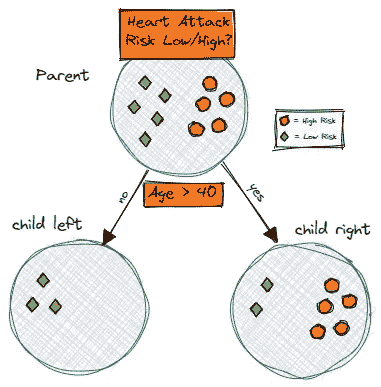 Heart Attack
Risk Low/High?
Parent
= High Risk
= Low Risk
no
Age > 40
yes
child left
child right